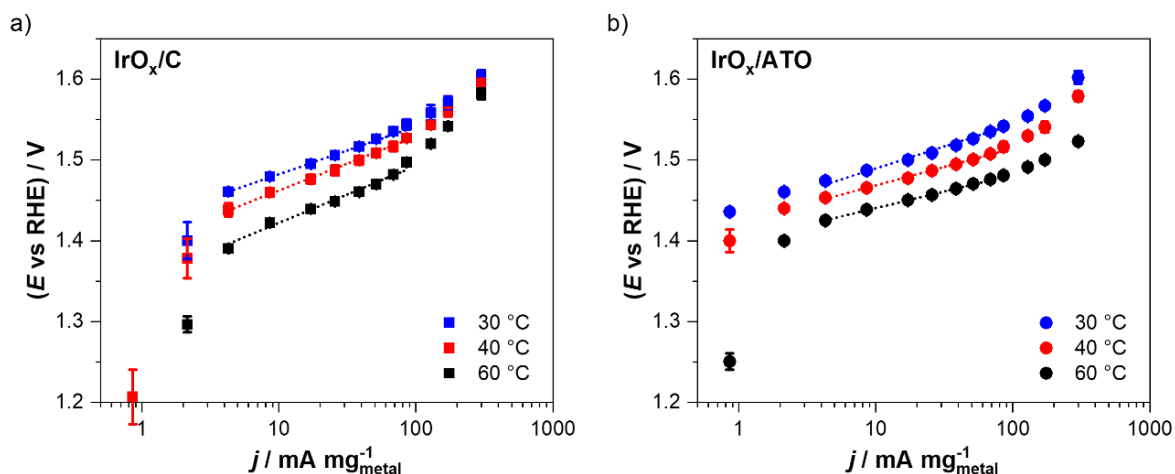 a)
IrOₓ/C
(E vs RHE) / V
1.6
1.5
1.4
1.3
1.2
30 °C
40 °C
60 °C
1
10
100
1000
j / mA mg⁻¹metal
b)
IrOₓ/ATO
(E vs RHE) / V
1.6
1.5
1.4
1.3
1.2
30 °C
40 °C
60 °C
1
10
100
1000
j / mA mg⁻¹metal